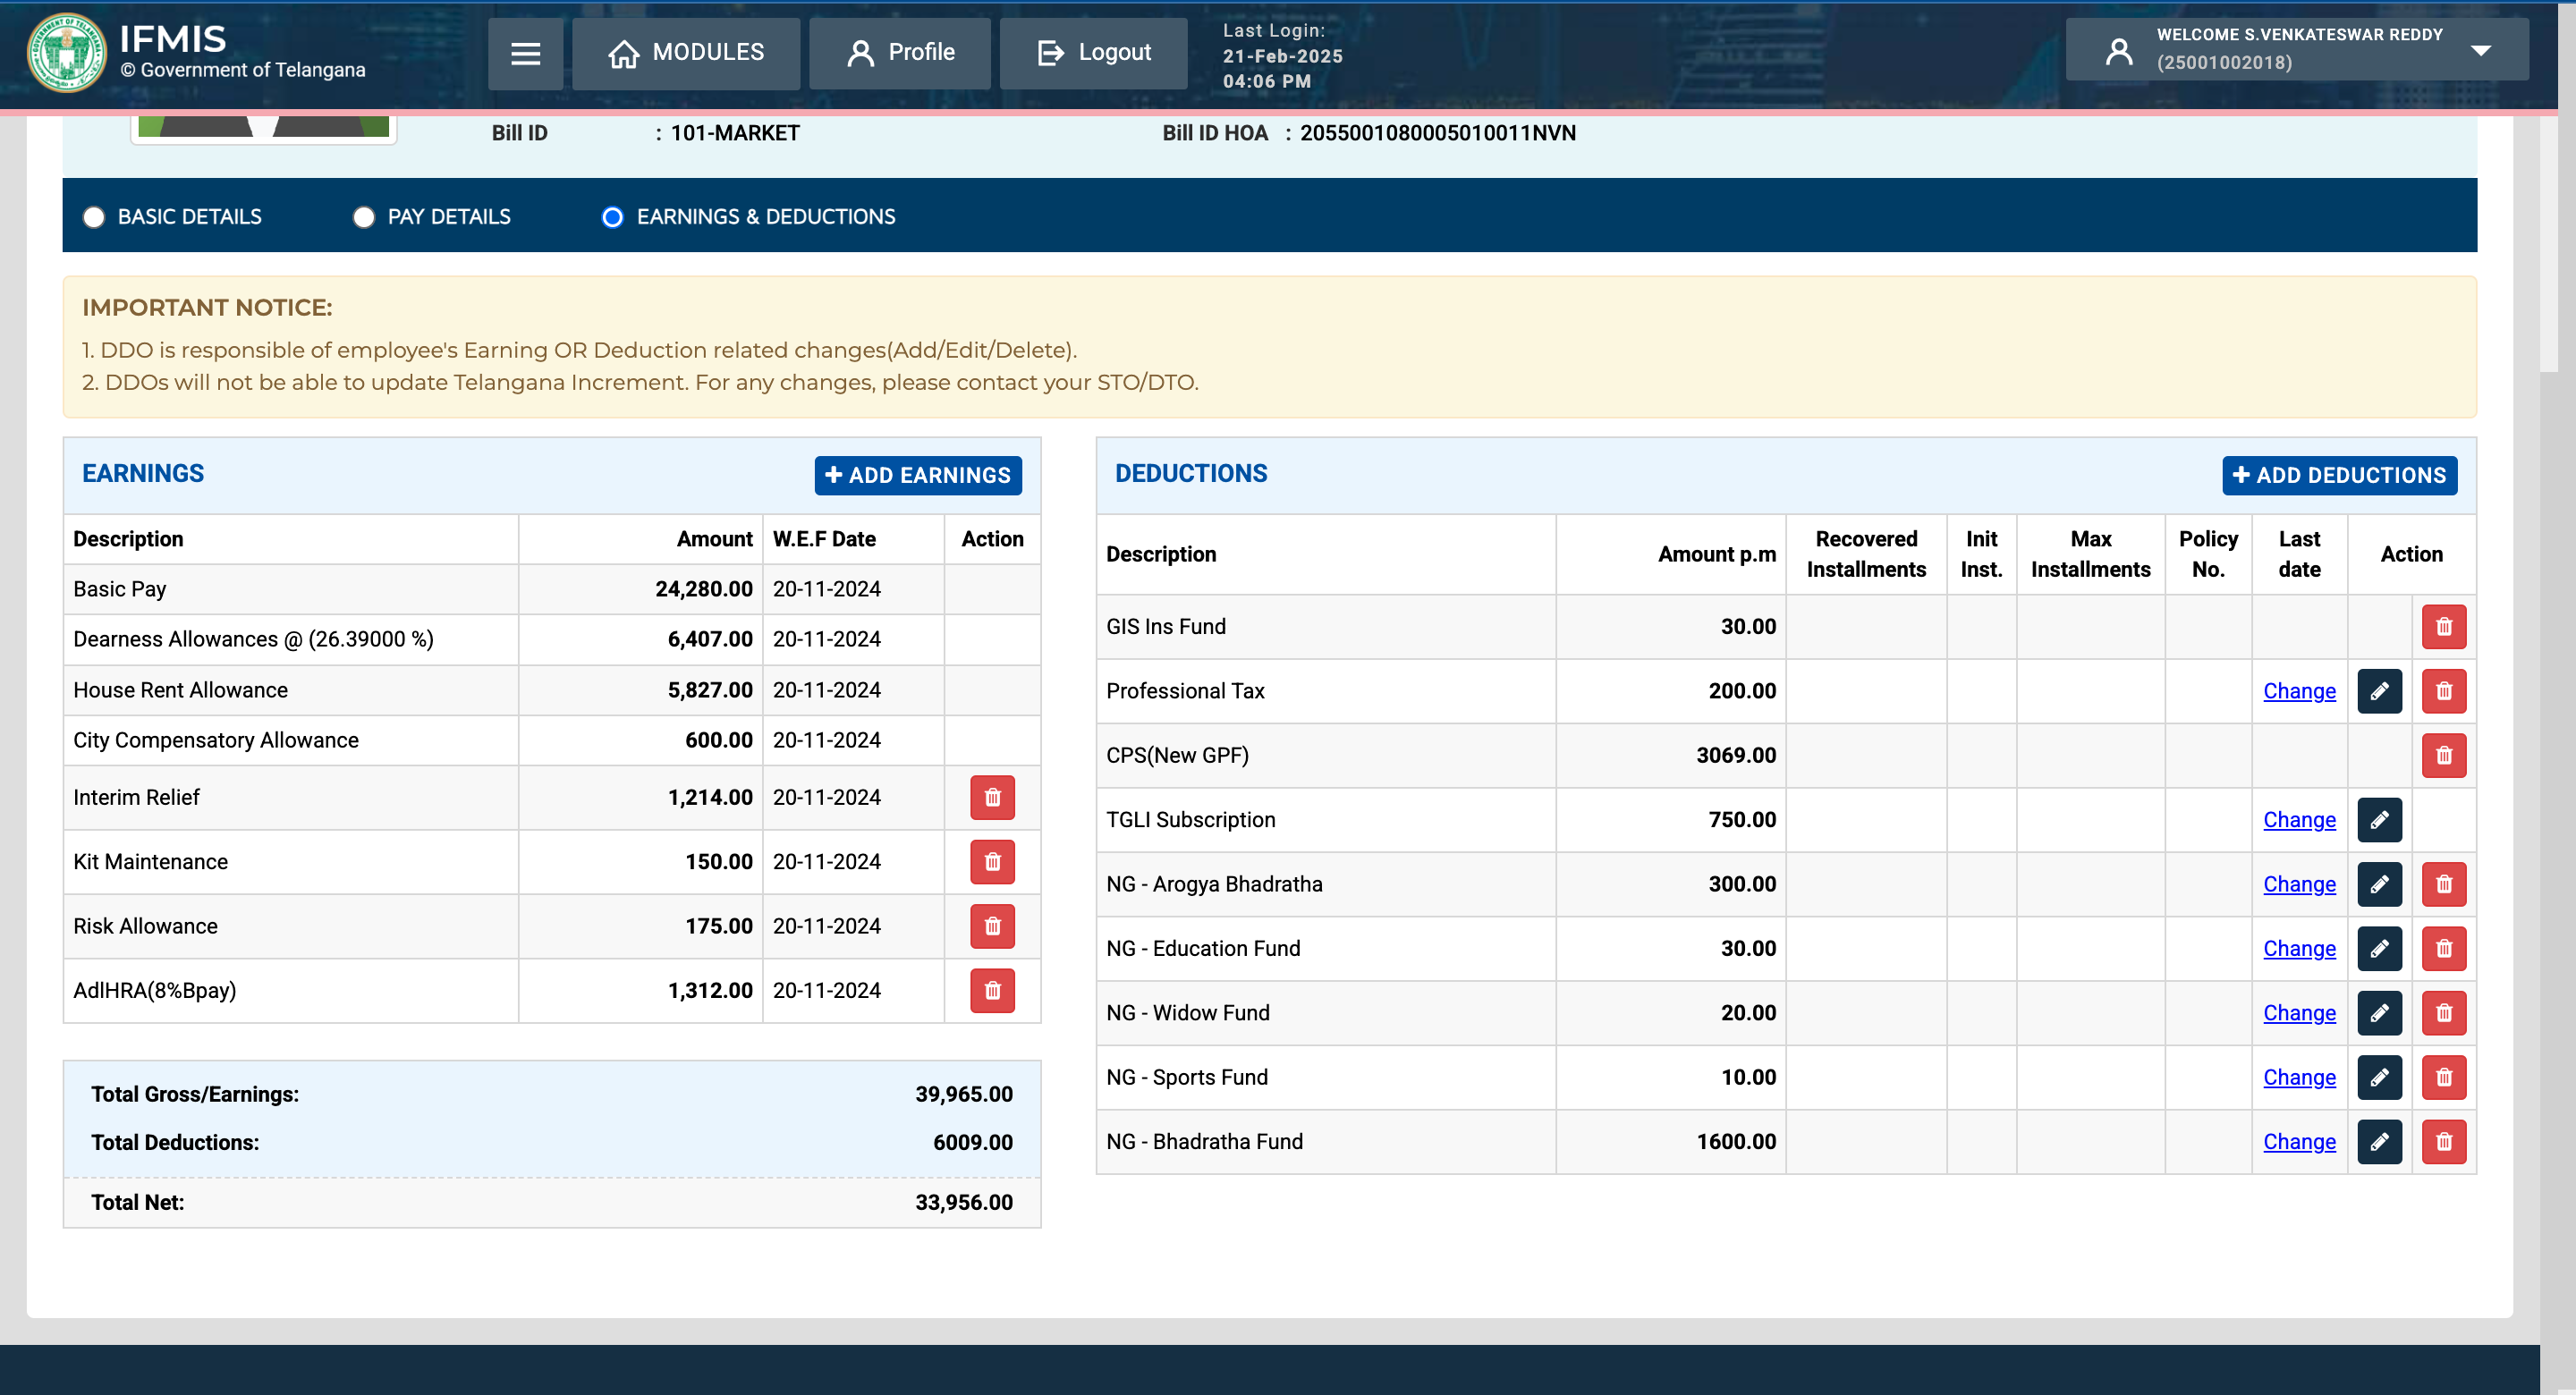 IFMIS
© Government of Telangana
MODULES
Profile
Logout
Last Login:
21-Feb-2025
04:06 PM
WELCOME S.VENKATESWAR REDDY
(25001002018)
Bill ID : 101-MARKET
Bill ID HOA : 2055001080005010011NVN
BASIC DETAILS
PAY DETAILS
EARNINGS & DEDUCTIONS
IMPORTANT NOTICE:
1. DDO is responsible of employee's Earning OR Deduction related changes(Add/Edit/Delete).
2. DDOs will not be able to update Telangana Increment. For any changes, please contact your STO/DTO.
EARNINGS
ADD EARNINGS
Description Amount W.E.F Date Action
Basic Pay 24,280.00 20-11-2024
Dearness Allowances @ (26.39000 %) 6,407.00 20-11-2024
House Rent Allowance 5,827.00 20-11-2024
City Compensatory Allowance 600.00 20-11-2024
Interim Relief 1,214.00 20-11-2024
Kit Maintenance 150.00 20-11-2024
Risk Allowance 175.00 20-11-2024
AdlHRA(8%Bpay) 1,312.00 20-11-2024
Total Gross/Earnings: 39,965.00
Total Deductions: 6009.00
Total Net: 33,956.00
DEDUCTIONS
ADD DEDUCTIONS
Description Amount p.m Recovered Installments Init Inst. Max Installments Policy No. Last date Action
GIS Ins Fund 30.00
Professional Tax 200.00 Change
CPS(New GPF) 3069.00
TGLI Subscription 750.00 Change
NG - Arogya Bhadratha 300.00 Change
NG - Education Fund 30.00 Change
NG - Widow Fund 20.00 Change
NG - Sports Fund 10.00 Change
NG - Bhadratha Fund 1600.00 Change